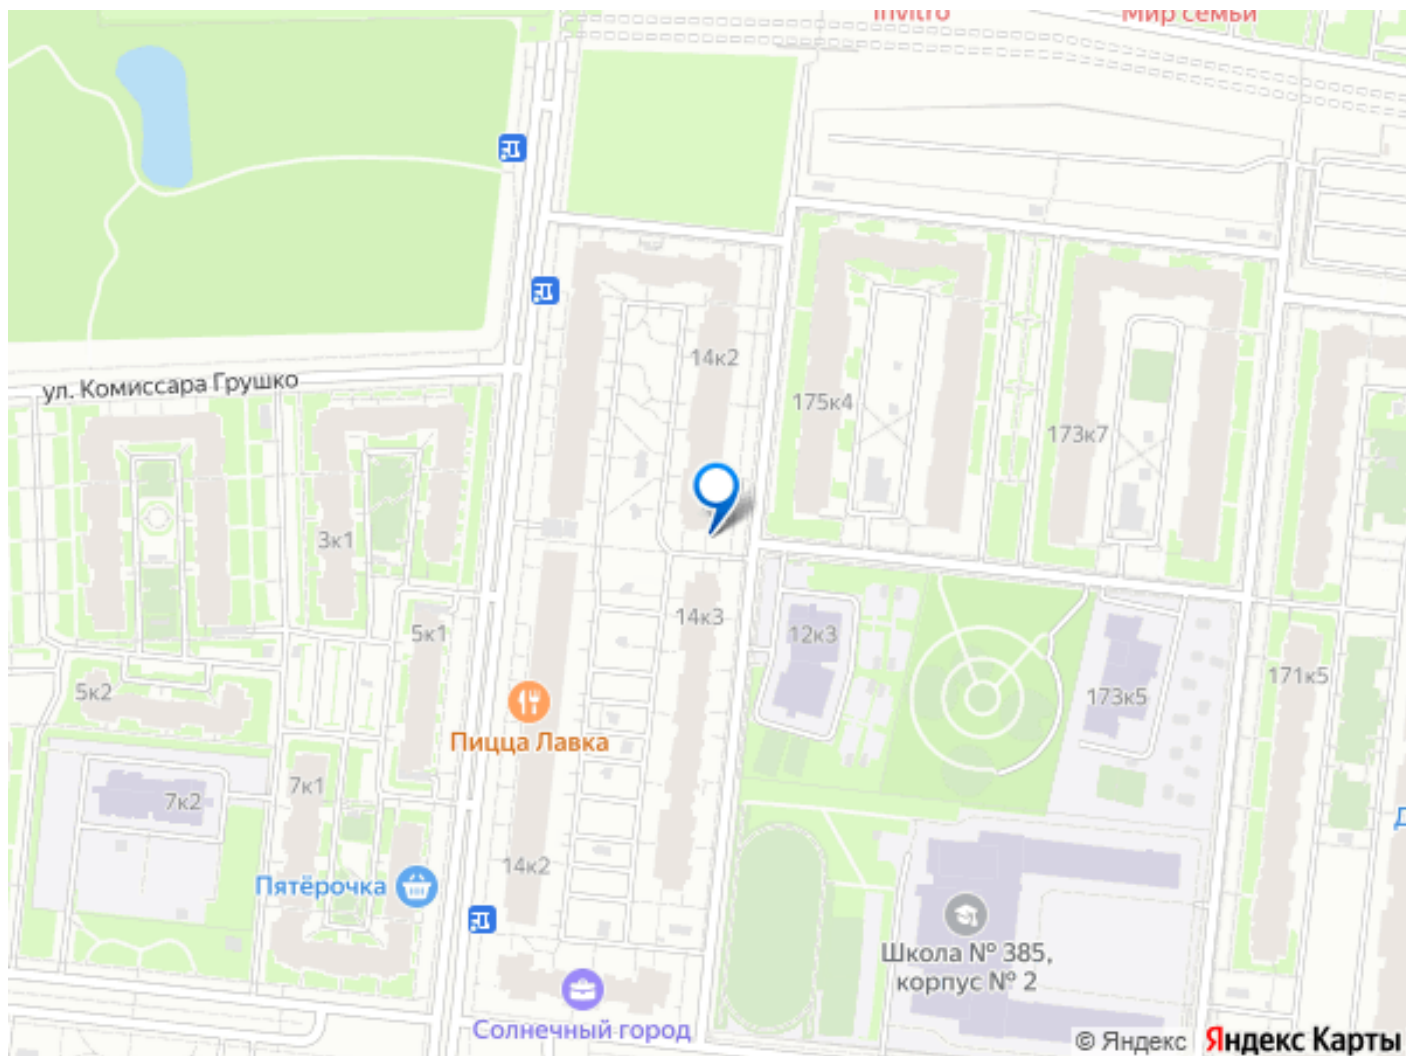 Invitro
Мир семьи
14к2
ул. Комиссара Грушко
175к4
173к7
3к1
14к3
5к1
12к3
171к5
5к2
173к5
Пицца Лавка
7к1
7к2
14к2
Пятёрочка
Школа № 385,
корпус № 2
Солнечный город
© Яндекс
Яндекс Карты